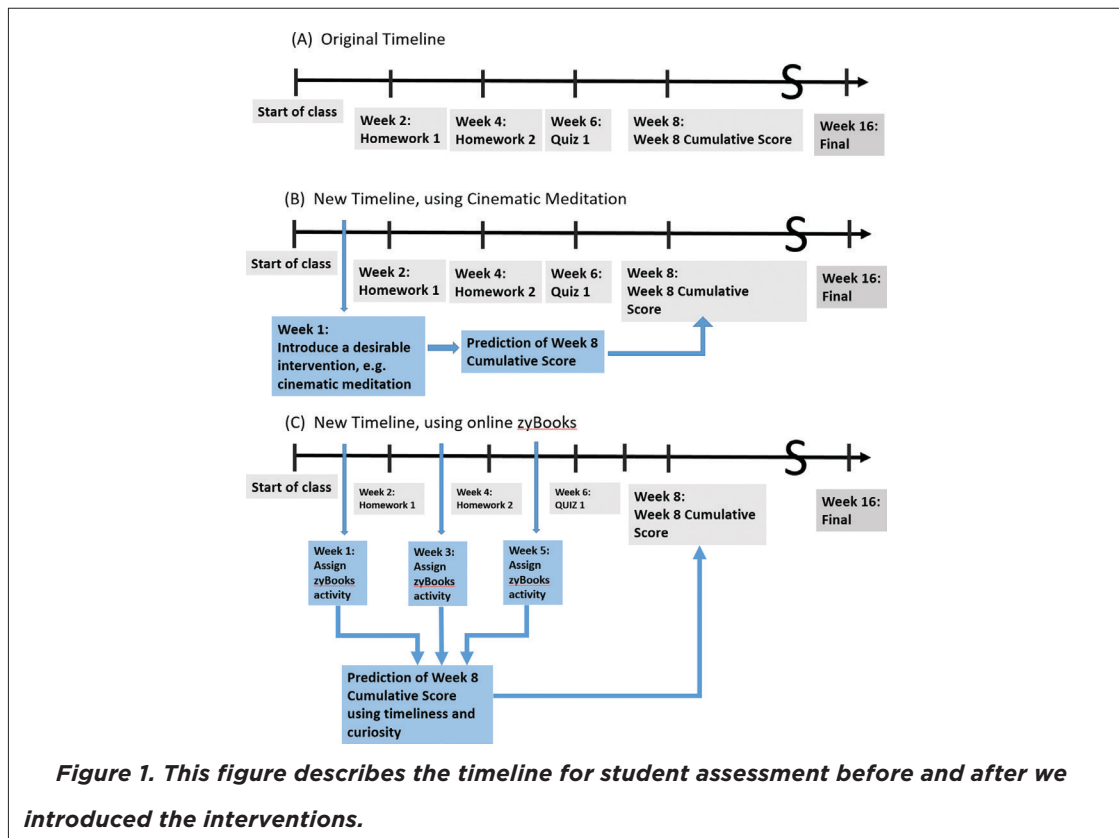 (A) Original Timeline
S
Start of class
Week 2:
Homework 1
Week 4:
Homework 2
Week 6:
Quiz 1
Week 8:
Week 8 Cumulative Score
Week 16:
Final
(B) New Timeline, using Cinematic Meditation
S
Start of class
Week 2:
Homework 1
Week 4:
Homework 2
Week 6:
Quiz 1
Week 8:
Week 8 Cumulative
Score
Week 16:
Final
Week 1:
Introduce a desirable
intervention, e.g.
cinematic meditation
Prediction of Week 8
Cumulative Score
(C) New Timeline, using online zyBooks
S
Start of class
Week 2:
Homework 1
Week 4:
Homework 2
Week 6:
QUIZ 1
Week 8:
Week 8 Cumulative
Score
Week 16:
Final
Week 1:
Assign
zyBooks
activity
Week 3:
Assign
zyBooks
activity
Week 5:
Assign
zyBooks
activity
Prediction of Week 8
Cumulative Score
using timeliness and
curiosity
Figure 1. This figure describes the timeline for student assessment before and after we
introduced the interventions.